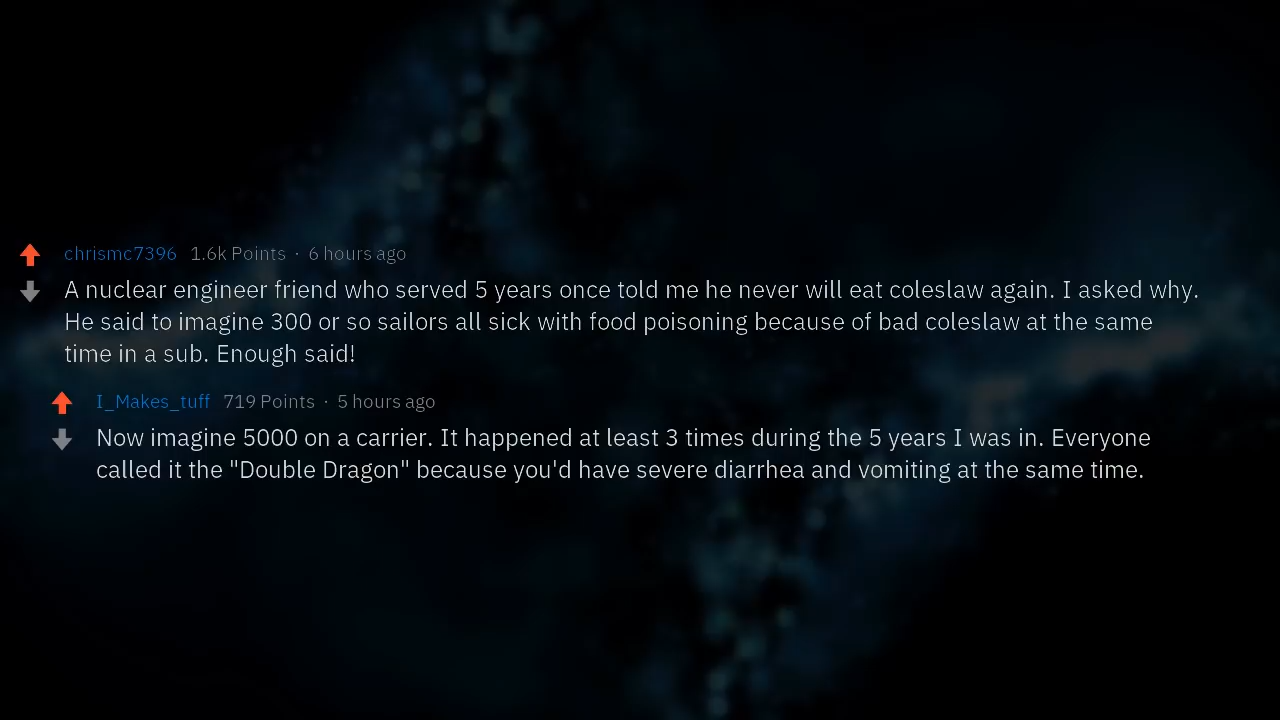 chrismc7396 1.6k Points · 6 hours ago
A nuclear engineer friend who served 5 years once told me he never will eat coleslaw again. I asked why.
He said to imagine 300 or so sailors all sick with food poisoning because of bad coleslaw at the same
time in a sub. Enough said!
I_Makes_tuff 719 Points · 5 hours ago
Now imagine 5000 on a carrier. It happened at least 3 times during the 5 years I was in. Everyone
called it the "Double Dragon" because you'd have severe diarrhea and vomiting at the same time.